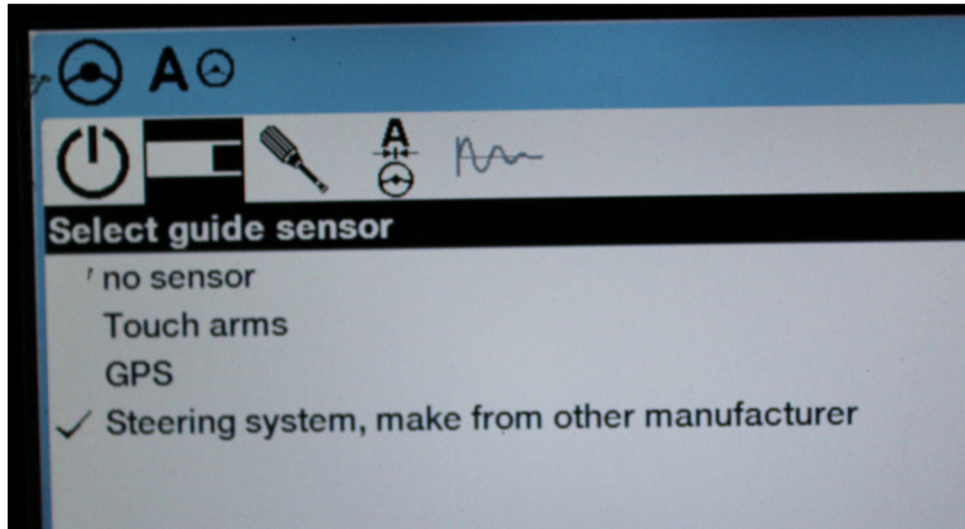 A
A
Select guide sensor
no sensor
Touch arms
GPS
Steering system, make from other manufacturer